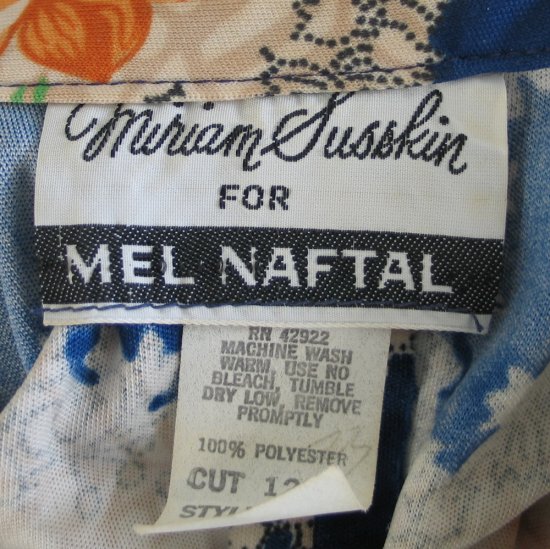 Miriam Susskin
FOR
MEL NAFTAL
RN 42922
MACHINE WASH
WARM, USE NO
BLEACH, TUMBLE
DRY LOW, REMOVE
PROMPTLY
100% POLYESTER
CUT